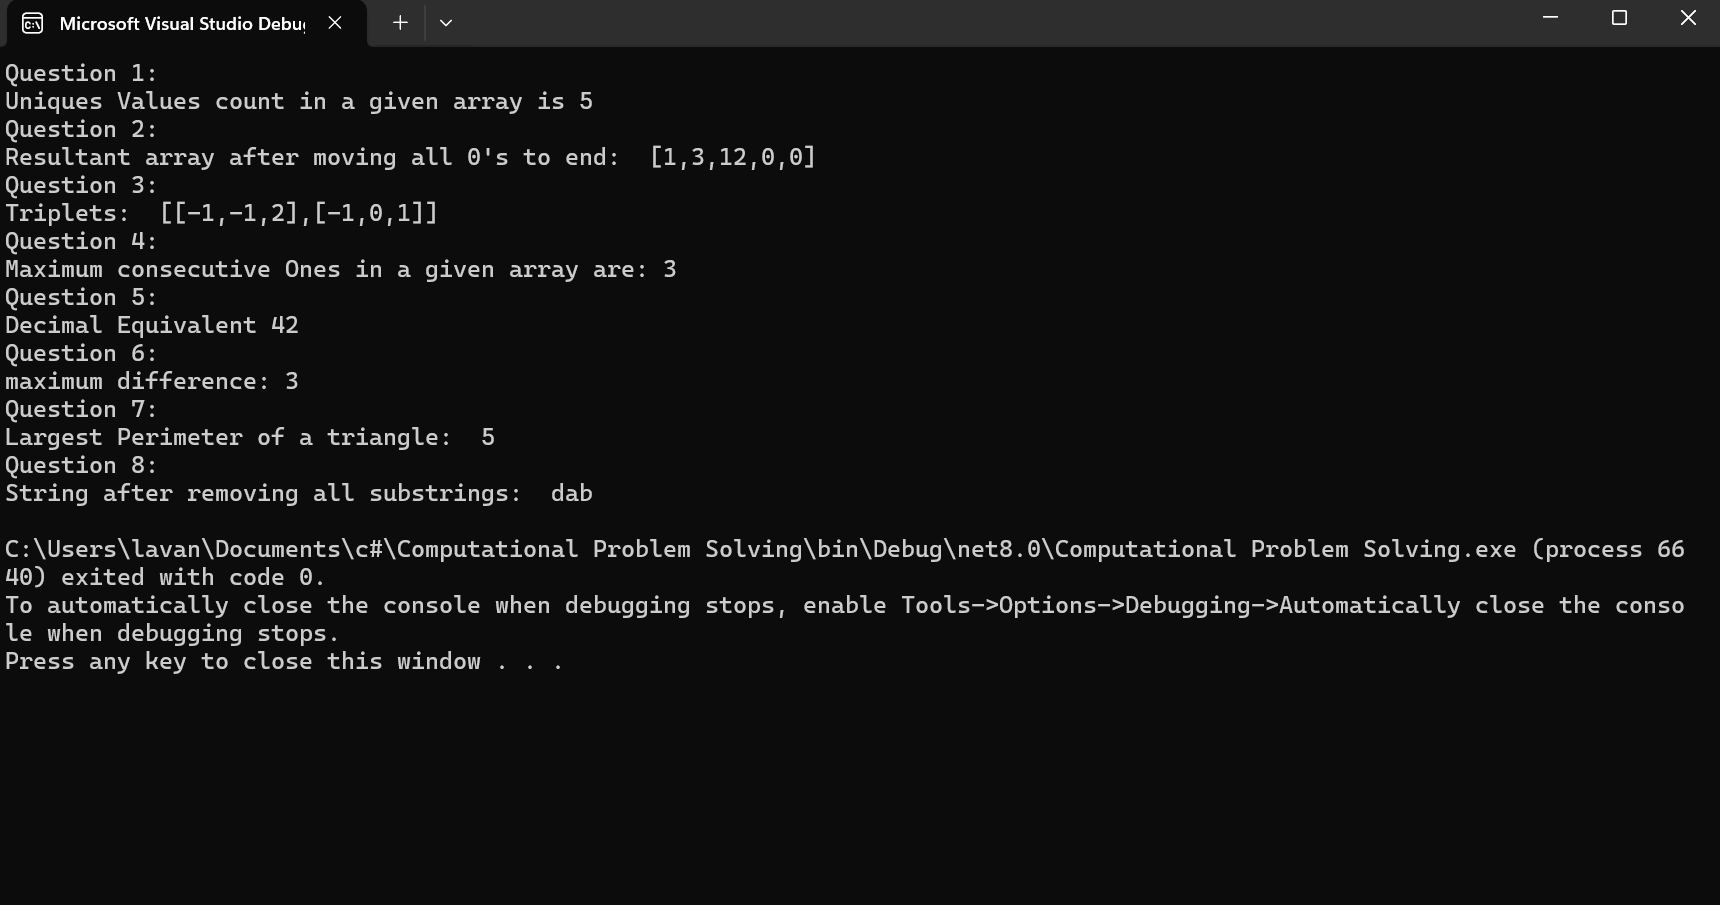 Microsoft Visual Studio Debu
Question 1:
Uniques Values count in a given array is 5
Question 2:
Resultant array after moving all 0's to end:  [1,3,12,0,0]
Question 3:
Triplets:  [[-1,-1,2],[-1,0,1]]
Question 4:
Maximum consecutive Ones in a given array are: 3
Question 5:
Decimal Equivalent 42
Question 6:
maximum difference: 3
Question 7:
Largest Perimeter of a triangle:  5
Question 8:
String after removing all substrings:  dab
C:\Users\lavan\Documents\c#\Computational Problem Solving\bin\Debug\net8.0\Computational Problem Solving.exe (process 66
40) exited with code 0.
To automatically close the console when debugging stops, enable Tools->Options->Debugging->Automatically close the conso
le when debugging stops.
Press any key to close this window . . .